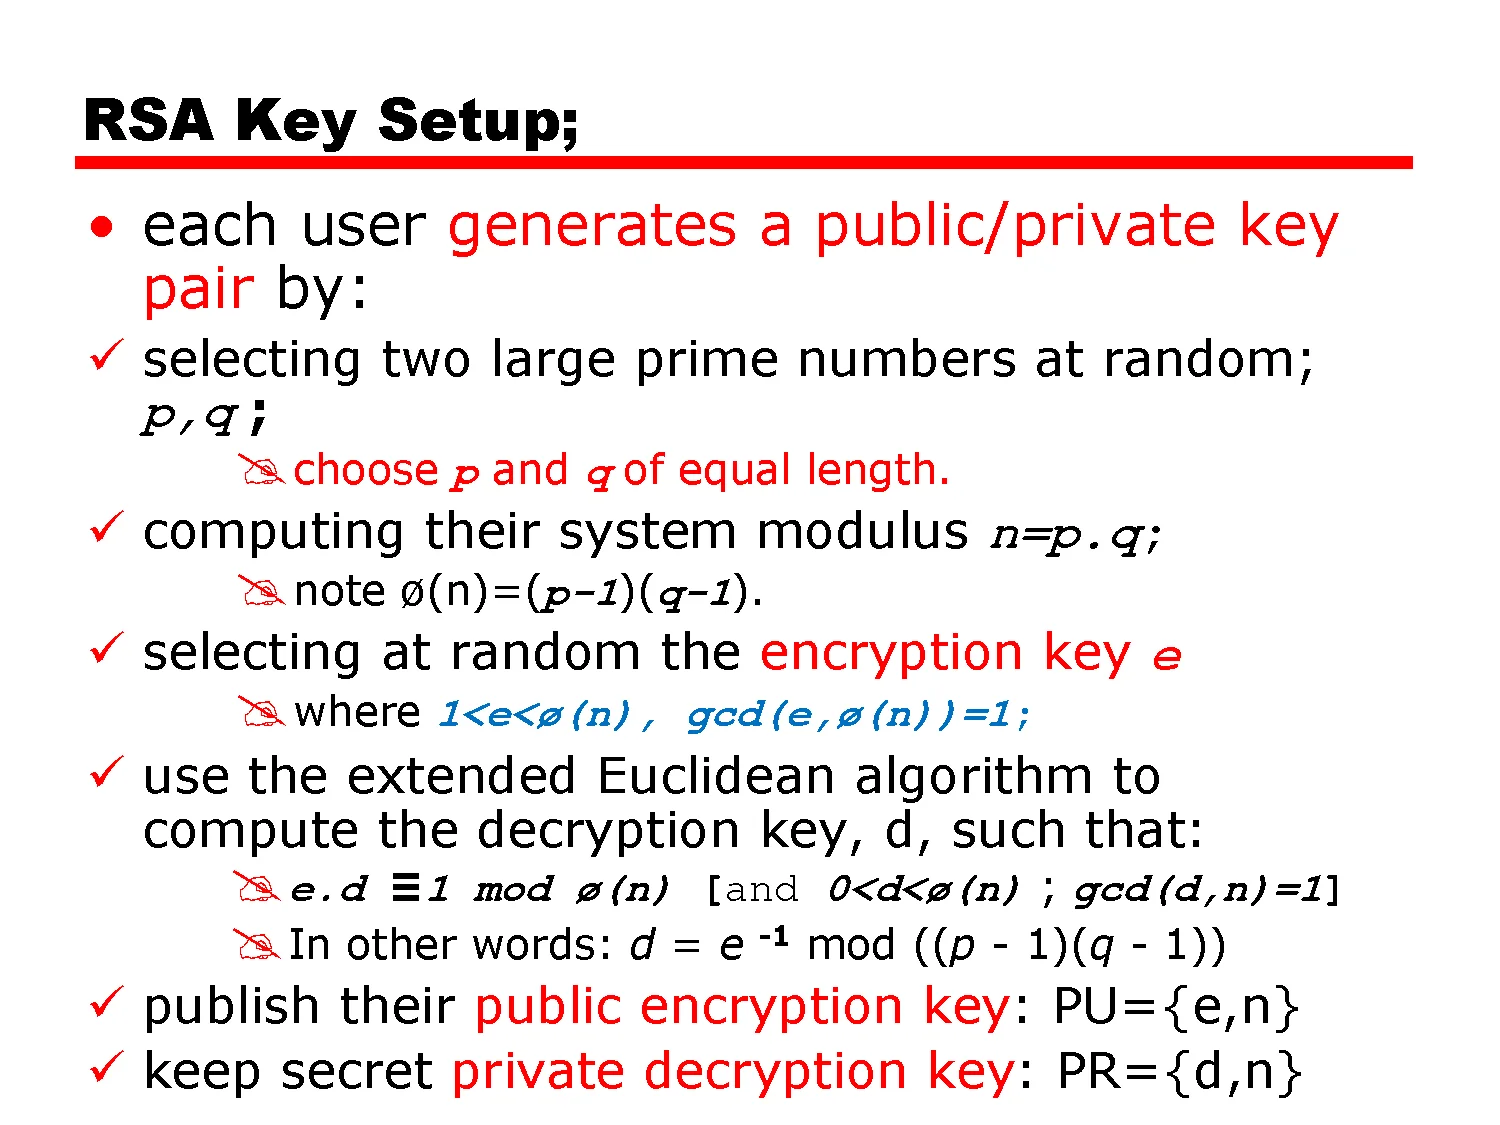 RSA Key Setup;
• each user generates a public/private key
pair by:
✓ selecting two large prime numbers at random;
p,q;
choose p and q of equal length.
✓ computing their system modulus n=p.q;
note ø(n)=(p-1)(q-1).
✓ selecting at random the encryption key e
where 1<e<ø(n), gcd(e,ø(n))=1;
✓ use the extended Euclidean algorithm to
compute the decryption key, d, such that:
e.d ≡1 mod ø(n) [and 0<d<ø(n) ; gcd(d,n)=1]
In other words: d = e -1 mod ((p - 1)(q - 1))
✓ publish their public encryption key: PU={e,n}
✓ keep secret private decryption key: PR={d,n}